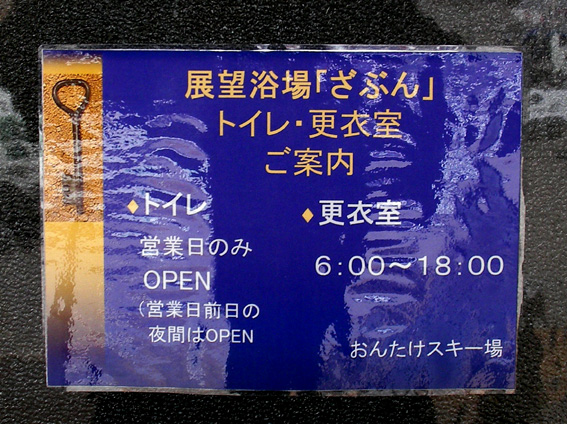 展望浴場「ざぶん」
トイレ・更衣室
ご案内
♦トイレ
営業日のみ
OPEN
(営業日前日の
夜間はOPEN
♦更衣室
6:00～18:00
おんたけスキー場